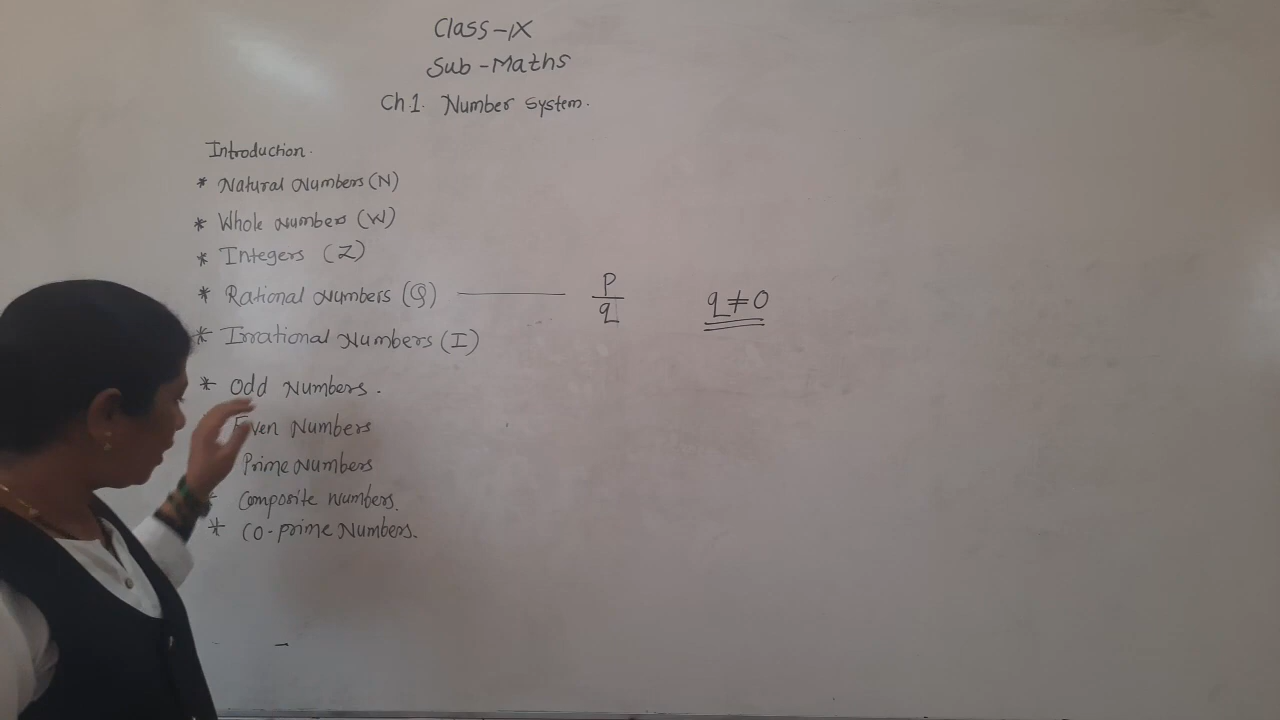 Class-IX
Sub-Maths
Ch.1. Number System.
Introduction.
* Natural Numbers (N)
* Whole Numbers (W)
* Integers (Z)
* Rational Numbers (Q) —— p/q q≠0
* Irrational Numbers (I)
* Odd Numbers.
Even Numbers
Prime Numbers
* Composite Numbers.
* Co-prime Numbers.